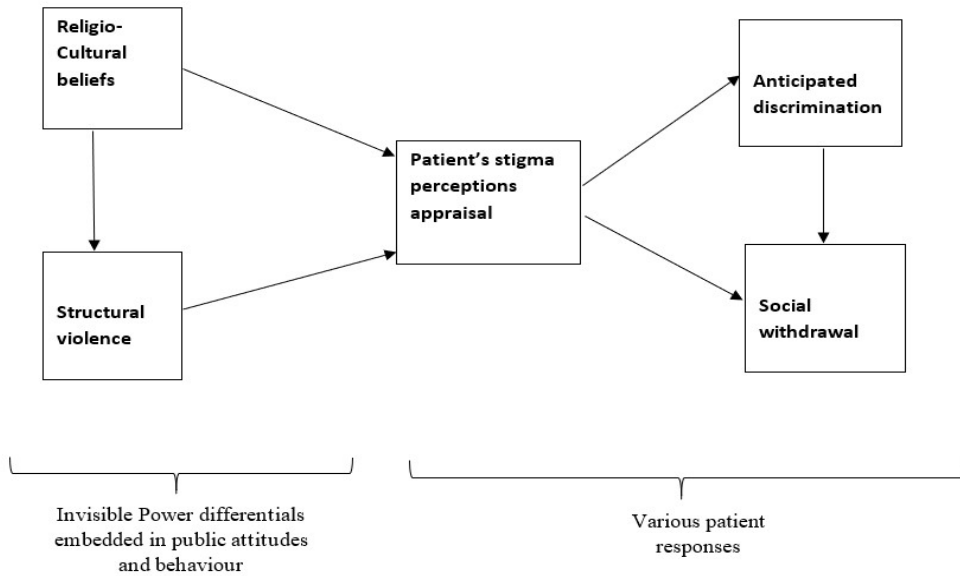 Religio-
Cultural
beliefs
Structural
violence
Patient’s stigma
perceptions
appraisal
Anticipated
discrimination
Social
withdrawal
Invisible Power differentials
embedded in public attitudes
and behaviour
Various patient
responses